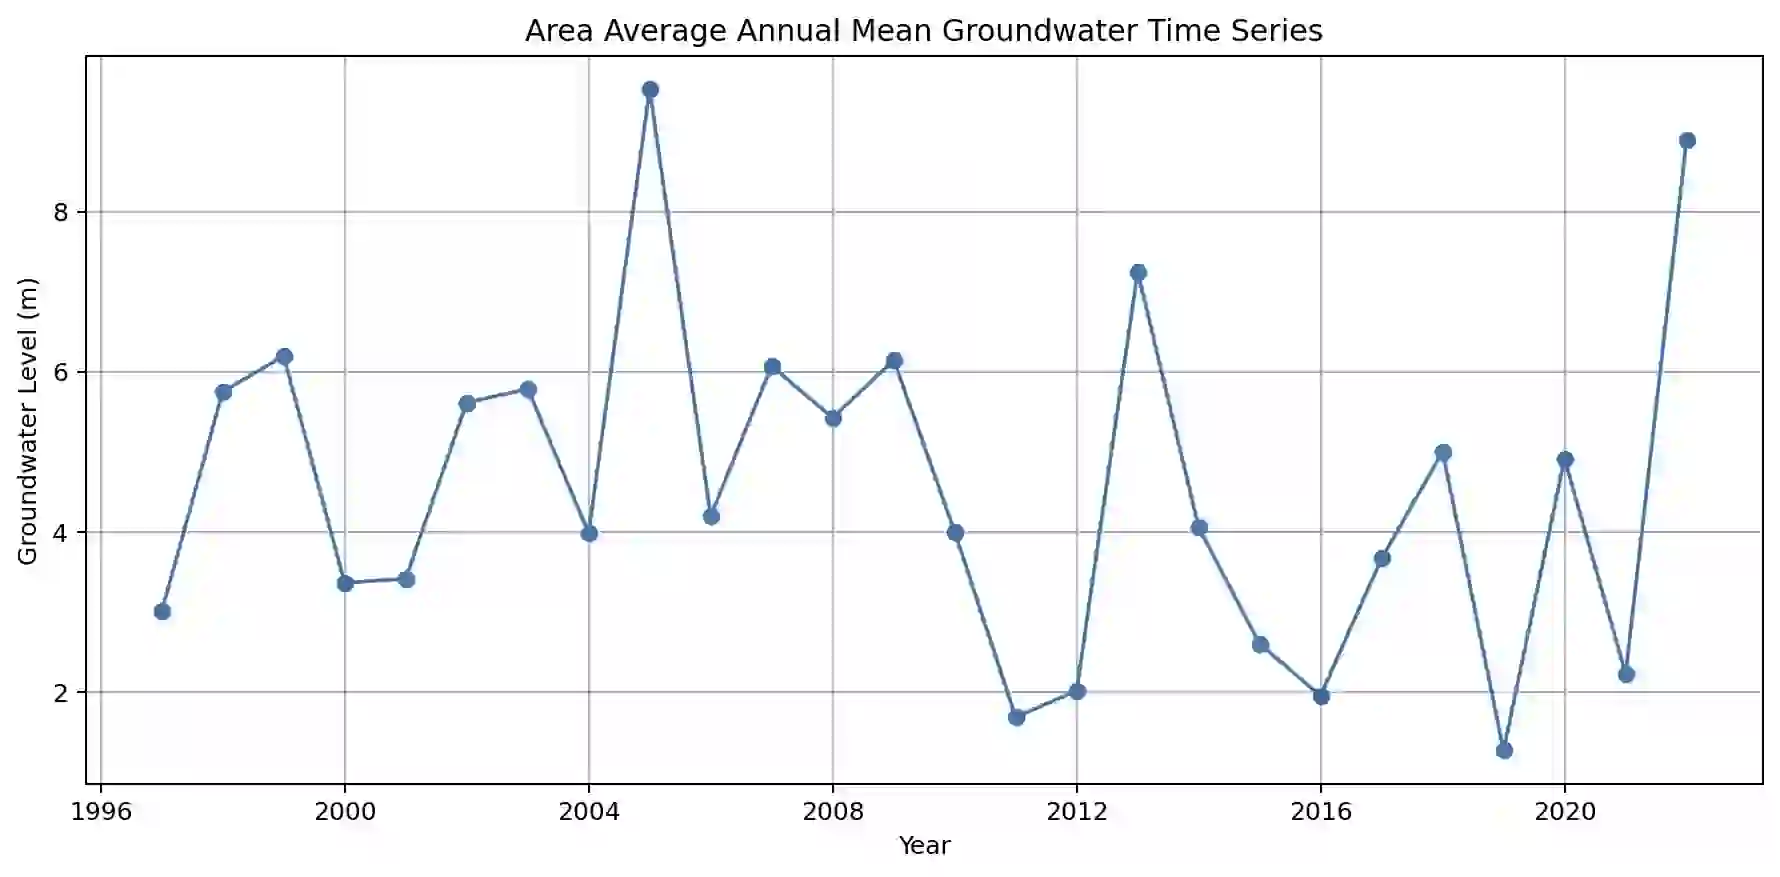 Area Average Annual Mean Groundwater Time Series
Groundwater Level (m)
8
6
4
2
1996 2000 2004 2008 2012 2016 2020
Year